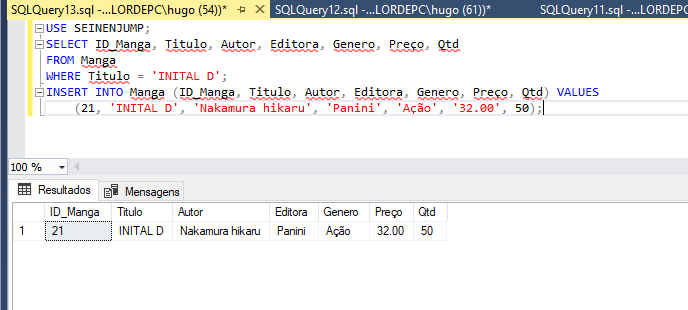 SQLQuery13.sql -...LORDEPC\hugo (54))* SQLQuery12.sql -...LORDEPC\hugo (61))* SQLQuery11.sql -...LORDEPC\h
USE SEINENJUMP;
SELECT ID_Manga, Titulo, Autor, Editora, Genero, Preço, Qtd
FROM Manga
WHERE Titulo = 'INITAL D';
INSERT INTO Manga (ID_Manga, Titulo, Autor, Editora, Genero, Preço, Qtd) VALUES
(21, 'INITAL D', 'Nakamura hikaru', 'Panini', 'Ação', '32.00', 50);
100 %
Resultados Mensagens
ID_Manga Titulo Autor Editora Genero Preço Qtd
1 21 INITAL D Nakamura hikaru Panini Ação 32.00 50